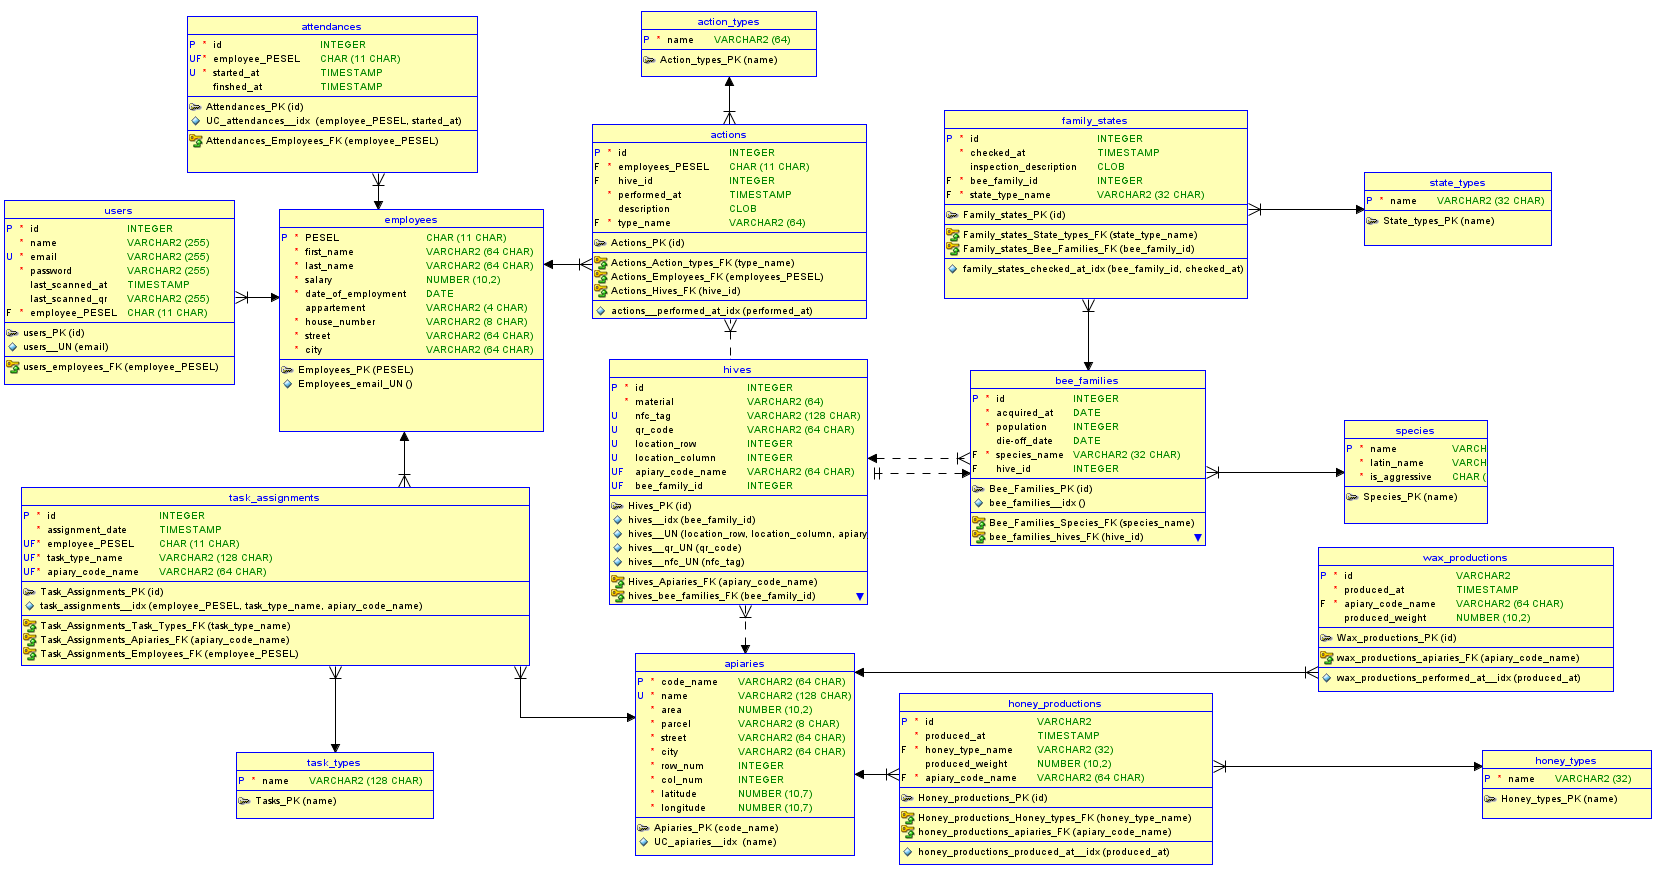 attendances
P * id INTEGER
UF* employee_PESEL CHAR (11 CHAR)
U * started_at TIMESTAMP
finshed_at TIMESTAMP
Attendances_PK (id)
UC_attendances__idx (employee_PESEL, started_at)
Attendances_Employees_FK (employee_PESEL)
action_types
P * name VARCHAR2 (64)
Action_types_PK (name)
actions
P * id INTEGER
F * employees_PESEL CHAR (11 CHAR)
F hive_id INTEGER
* performed_at TIMESTAMP
description CLOB
F * type_name VARCHAR2 (64)
Actions_PK (id)
Actions_Action_types_FK (type_name)
Actions_Employees_FK (employees_PESEL)
Actions_Hives_FK (hive_id)
actions__performed_at_idx (performed_at)
family_states
P * id INTEGER
* checked_at TIMESTAMP
inspection_description CLOB
F * bee_family_id INTEGER
F * state_type_name VARCHAR2 (32 CHAR)
Family_states_PK (id)
Family_states_State_types_FK (state_type_name)
Family_states_Bee_Families_FK (bee_family_id)
family_states_checked_at_idx (bee_family_id, checked_at)
state_types
P * name VARCHAR2 (32 CHAR)
State_types_PK (name)
users
P * id INTEGER
* name VARCHAR2 (255)
U * email VARCHAR2 (255)
* password VARCHAR2 (255)
last_scanned_at TIMESTAMP
last_scanned_qr VARCHAR2 (255)
F * employee_PESEL CHAR (11 CHAR)
users_PK (id)
users__UN (email)
users_employees_FK (employee_PESEL)
employees
P * PESEL CHAR (11 CHAR)
* first_name VARCHAR2 (64 CHAR)
* last_name VARCHAR2 (64 CHAR)
* salary NUMBER (10,2)
* date_of_employment DATE
appartement VARCHAR2 (4 CHAR)
* house_number VARCHAR2 (8 CHAR)
* street VARCHAR2 (64 CHAR)
* city VARCHAR2 (64 CHAR)
Employees_PK (PESEL)
Employees_email_UN ()
hives
P * id INTEGER
* material VARCHAR2 (64)
U nfc_tag VARCHAR2 (128 CHAR)
U qr_code VARCHAR2 (64 CHAR)
U location_row INTEGER
U location_column INTEGER
UF apiary_code_name VARCHAR2 (64 CHAR)
UF bee_family_id INTEGER
Hives_PK (id)
hives__idx (bee_family_id)
hives__UN (location_row, location_column, apiary
hives__qr_UN (qr_code)
hives__nfc_UN (nfc_tag)
Hives_Apiaries_FK (apiary_code_name)
hives_bee_families_FK (bee_family_id)
bee_families
P * id INTEGER
* acquired_at DATE
* population INTEGER
die-off_date DATE
F * species_name VARCHAR2 (32 CHAR)
F hive_id INTEGER
Bee_Families_PK (id)
bee_families__idx ()
Bee_Families_Species_FK (species_name)
bee_families_hives_FK (hive_id)
species
P * name VARCH
* latin_name VARCH
* is_aggressive CHAR (
Species_PK (name)
task_assignments
P * id INTEGER
* assignment_date TIMESTAMP
UF* employee_PESEL CHAR (11 CHAR)
UF* task_type_name VARCHAR2 (128 CHAR)
UF* apiary_code_name VARCHAR2 (64 CHAR)
Task_Assignments_PK (id)
task_assignments__idx (employee_PESEL, task_type_name, apiary_code_name)
Task_Assignments_Task_Types_FK (task_type_name)
Task_Assignments_Apiaries_FK (apiary_code_name)
Task_Assignments_Employees_FK (employee_PESEL)
wax_productions
P * id VARCHAR2
* produced_at TIMESTAMP
F * apiary_code_name VARCHAR2 (64 CHAR)
produced_weight NUMBER (10,2)
Wax_productions_PK (id)
wax_productions_apiaries_FK (apiary_code_name)
wax_productions_performed_at__idx (produced_at)
apiaries
P * code_name VARCHAR2 (64 CHAR)
U * name VARCHAR2 (128 CHAR)
* area NUMBER (10,2)
* parcel VARCHAR2 (8 CHAR)
* street VARCHAR2 (64 CHAR)
* city VARCHAR2 (64 CHAR)
* row_num INTEGER
* col_num INTEGER
* latitude NUMBER (10,7)
* longitude NUMBER (10,7)
Apiaries_PK (code_name)
UC_apiaries__idx (name)
honey_productions
P * id VARCHAR2
* produced_at TIMESTAMP
F * honey_type_name VARCHAR2 (32)
produced_weight NUMBER (10,2)
F * apiary_code_name VARCHAR2 (64 CHAR)
Honey_productions_PK (id)
Honey_productions_Honey_types_FK (honey_type_name)
honey_productions_apiaries_FK (apiary_code_name)
honey_productions_produced_at__idx (produced_at)
honey_types
P * name VARCHAR2 (32)
Honey_types_PK (name)
task_types
P * name VARCHAR2 (128 CHAR)
Tasks_PK (name)